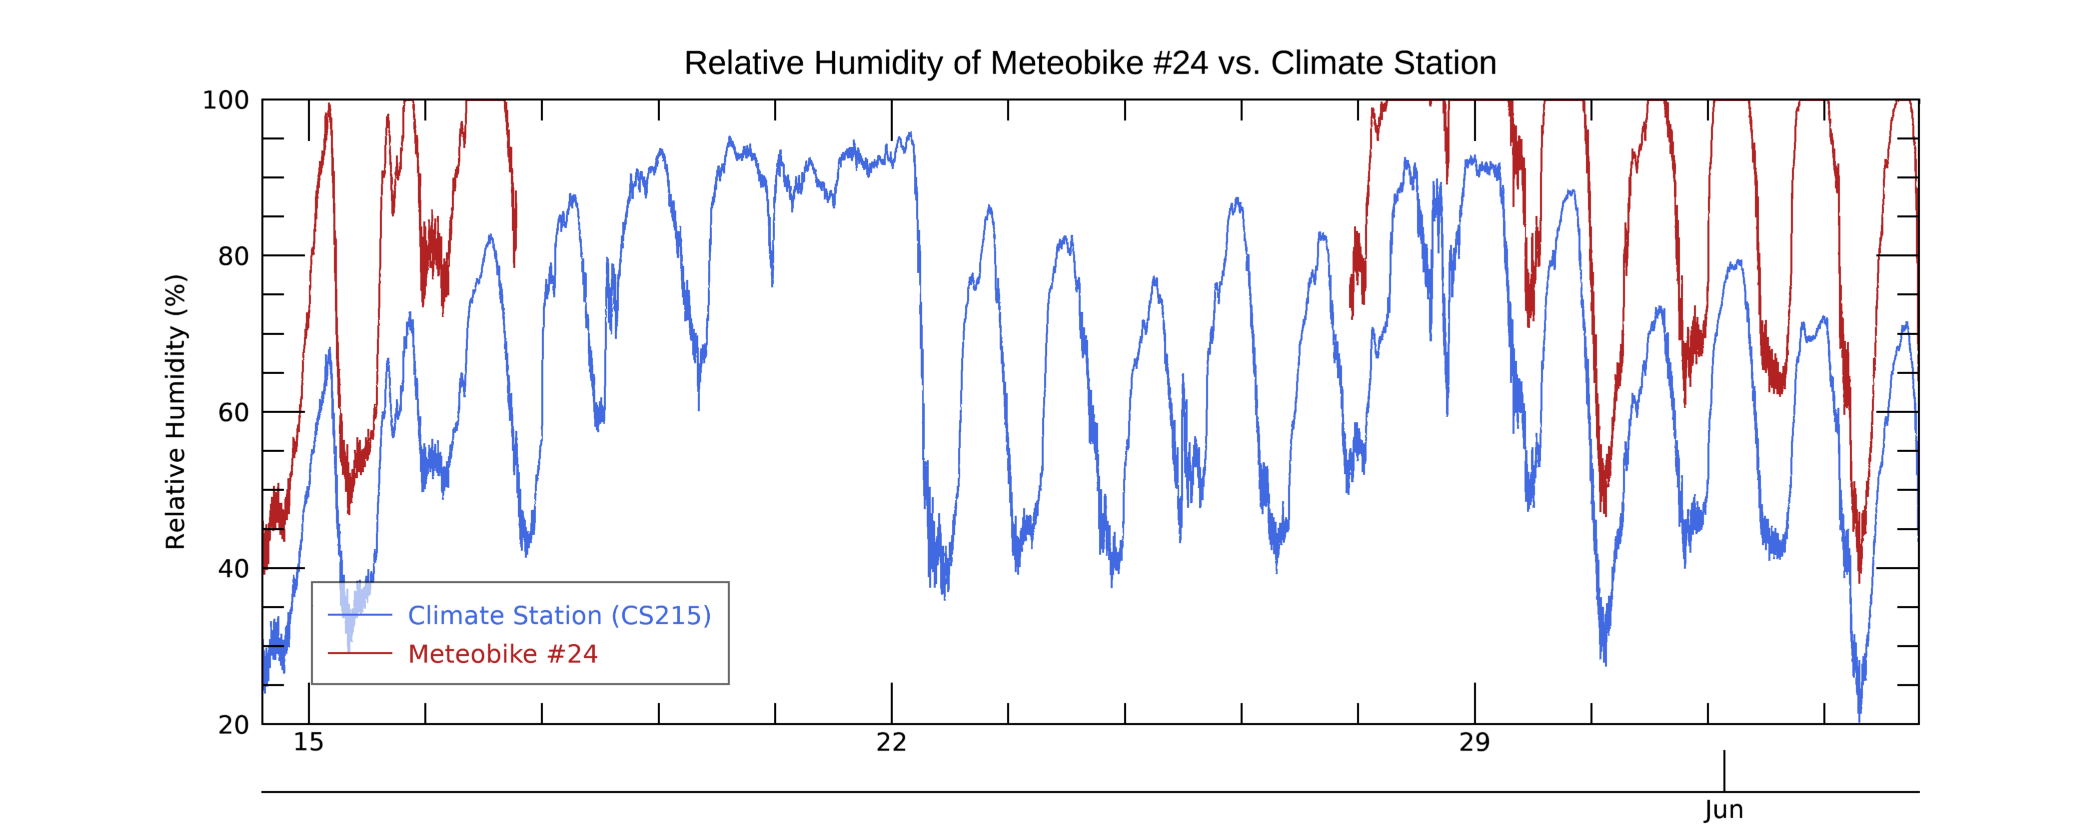 Relative Humidity of Meteobike #24 vs. Climate Station
100
80
60
40
20
Relative Humidity (%)
Climate Station (CS215)
Meteobike #24
15 22 29
Jun